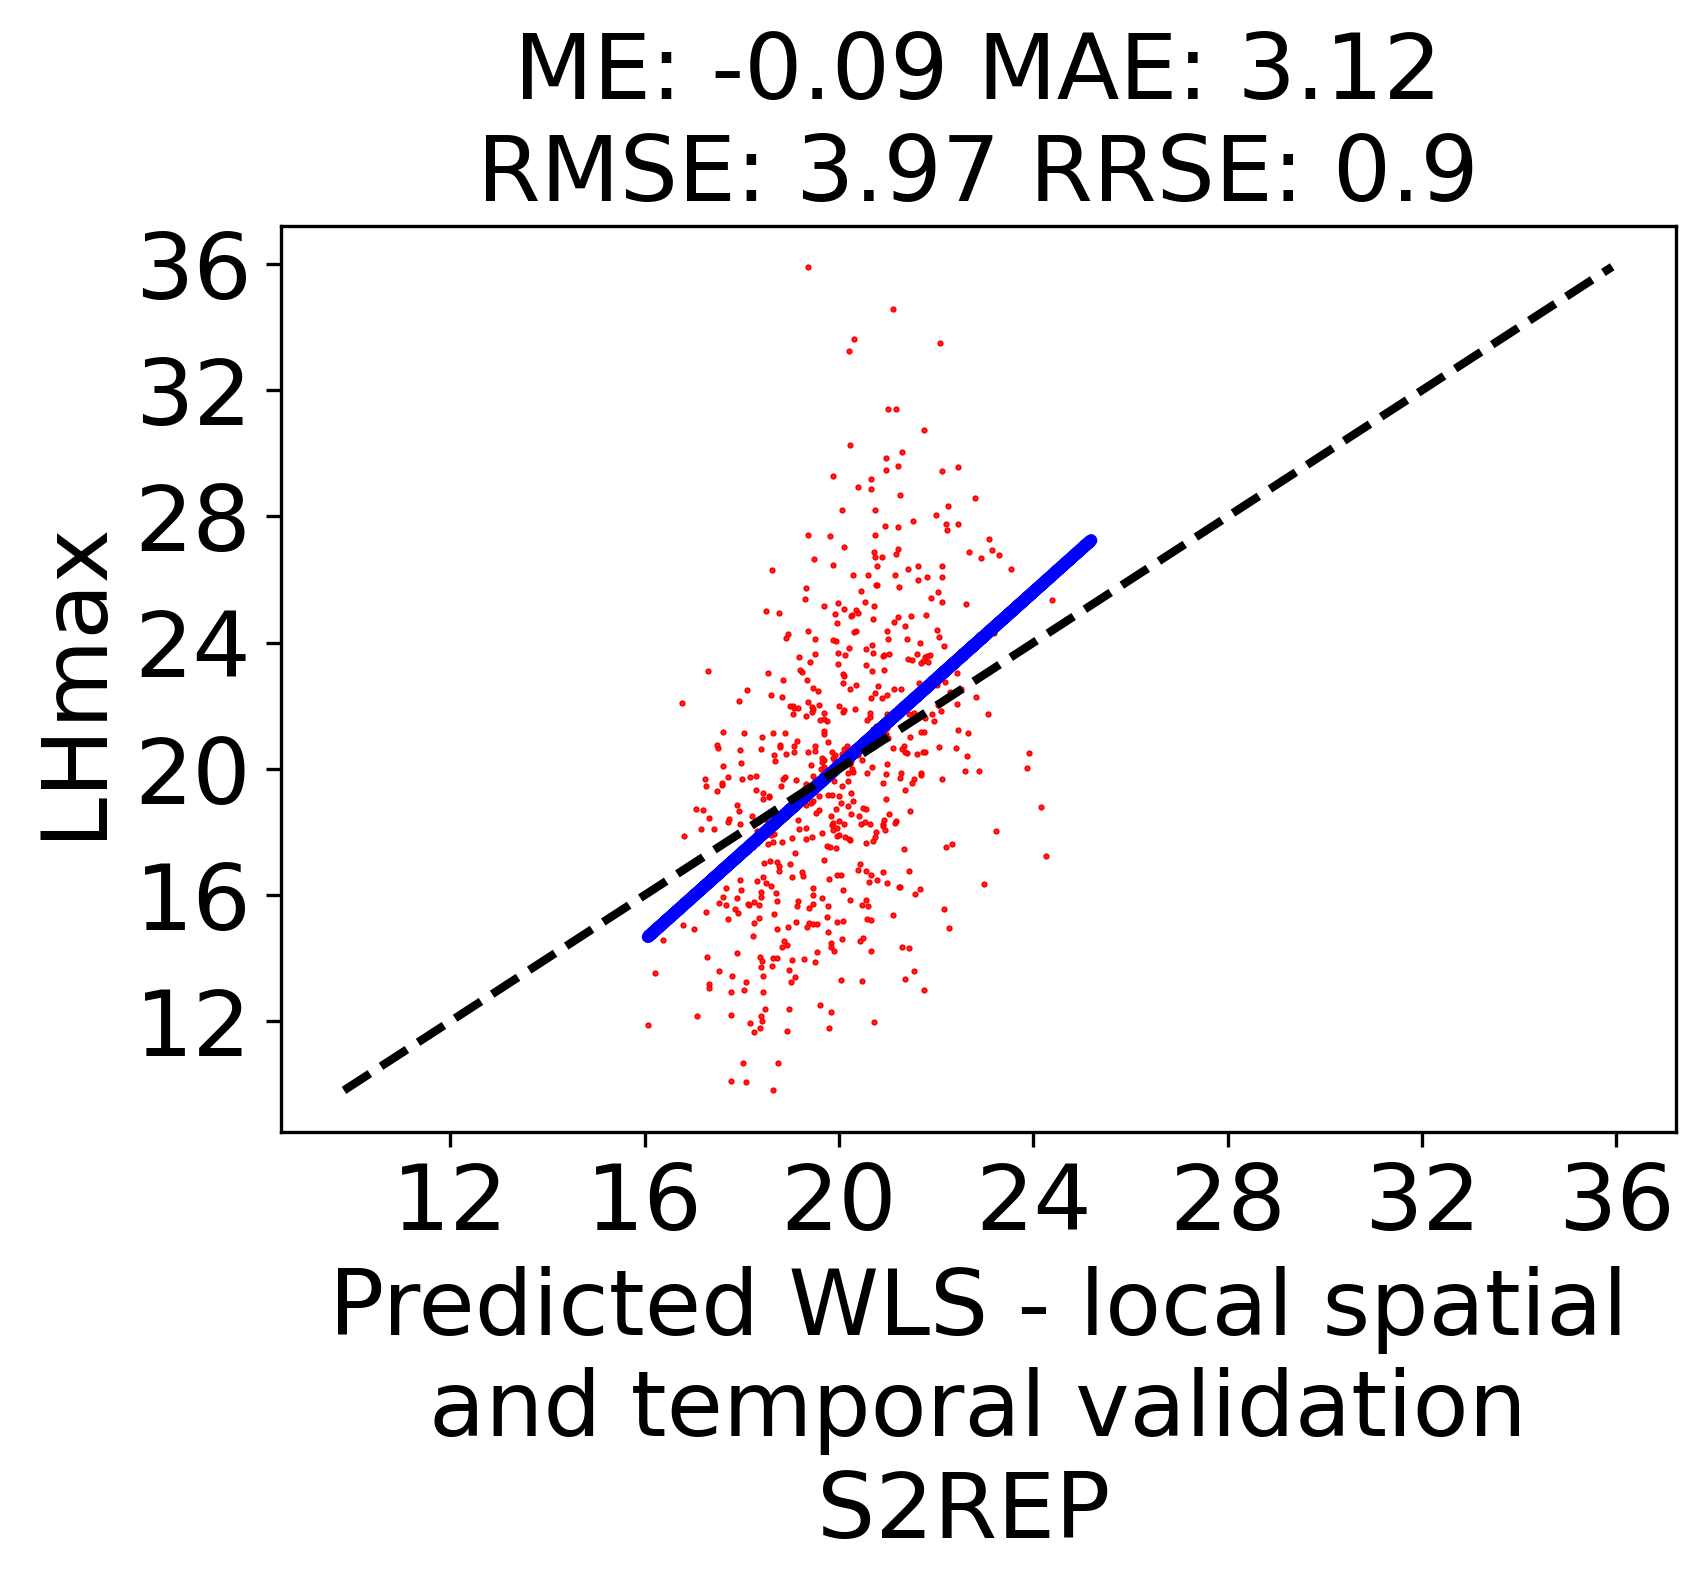 ME: -0.09 MAE: 3.12
RMSE: 3.97 RRSE: 0.9
36
32
28
24
20
16
12
LHmax
12 16 20 24 28 32 36
Predicted WLS - local spatial
and temporal validation
S2REP